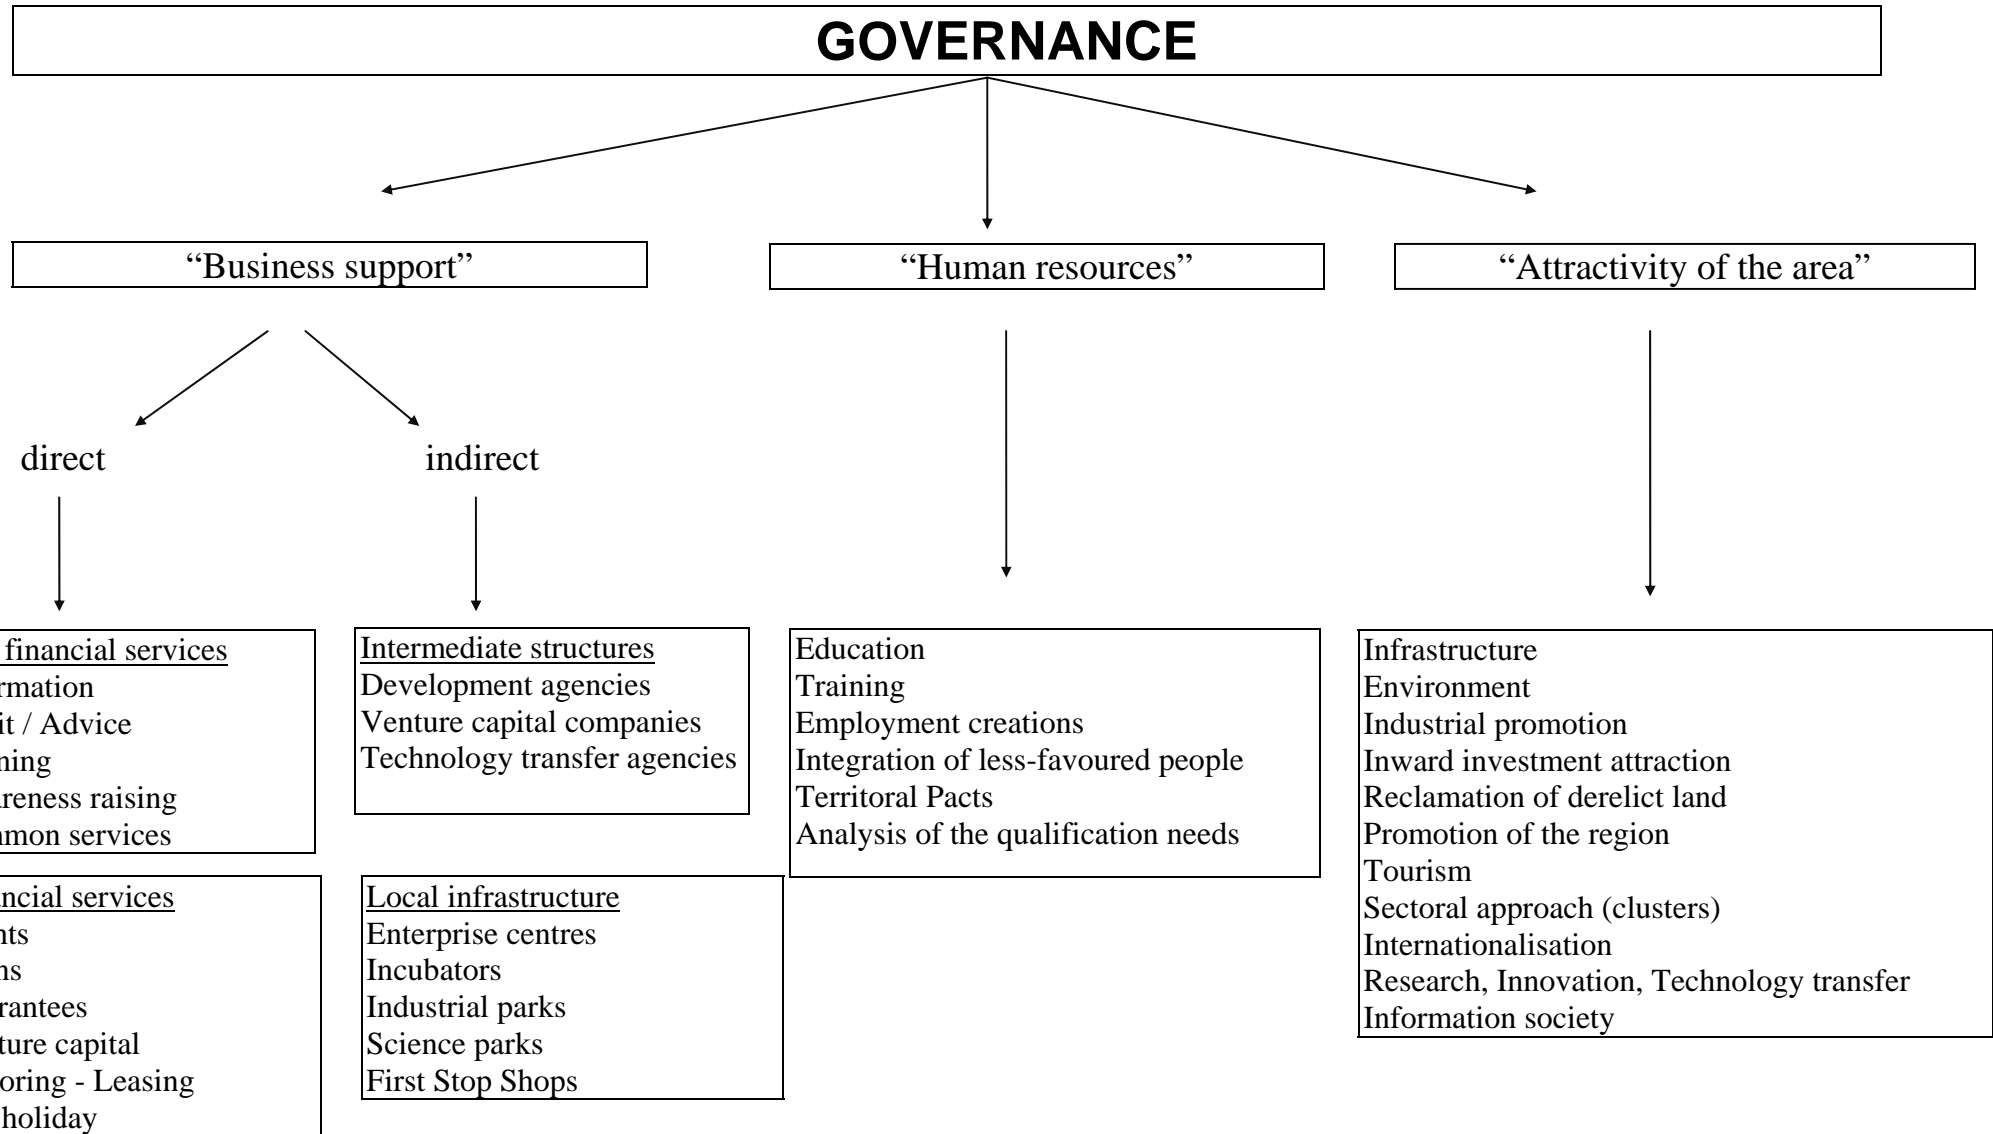 GOVERNANCE
“Business support”
“Human resources”
“Attractivity of the area”
direct
indirect
financial services
rmation
it / Advice
ning
areness raising
mmon services
ncial services
nts
ns
rantees
ture capital
oring - Leasing
holiday
Intermediate structures
Development agencies
Venture capital companies
Technology transfer agencies
Local infrastructure
Enterprise centres
Incubators
Industrial parks
Science parks
First Stop Shops
Education
Training
Employment creations
Integration of less-favoured people
Territoral Pacts
Analysis of the qualification needs
Infrastructure
Environment
Industrial promotion
Inward investment attraction
Reclamation of derelict land
Promotion of the region
Tourism
Sectoral approach (clusters)
Internationalisation
Research, Innovation, Technology transfer
Information society